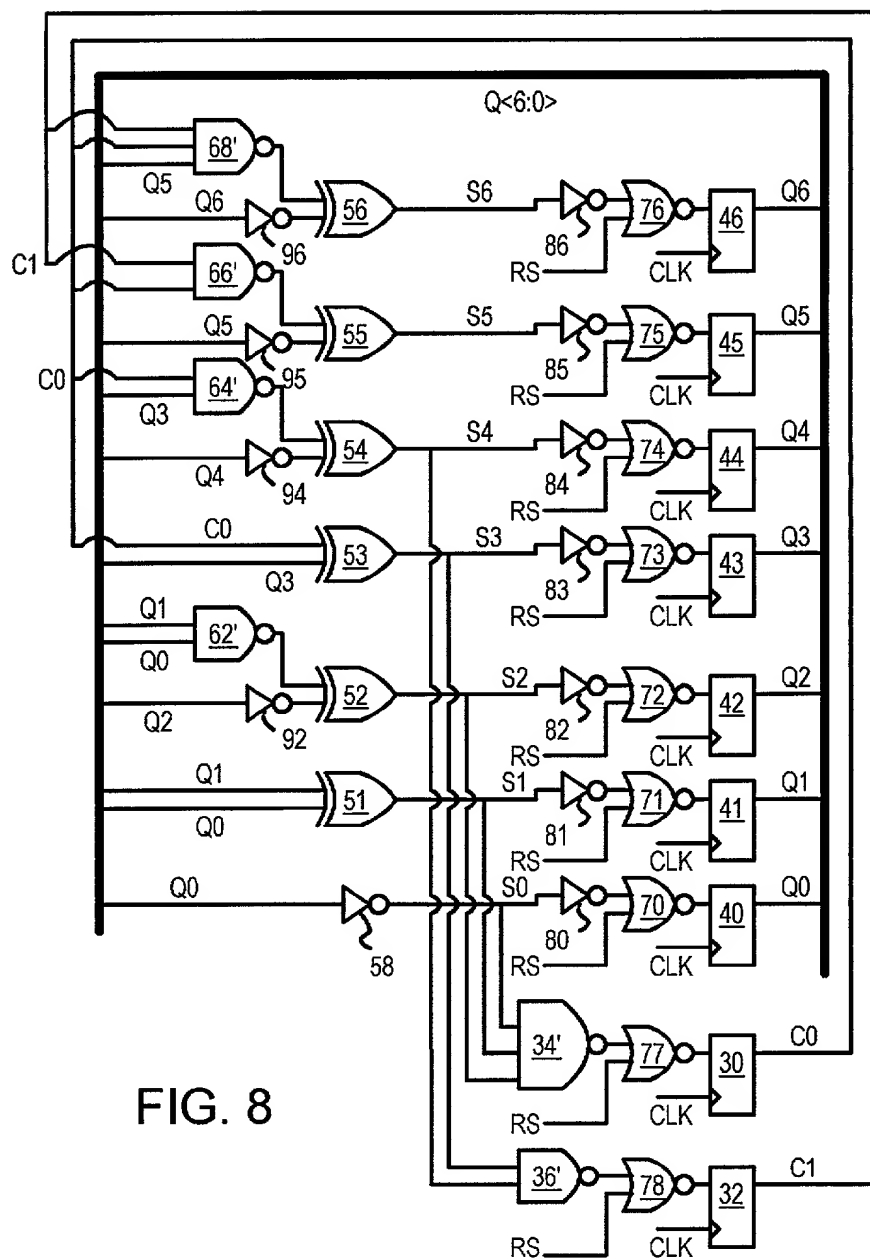 Q<6:0>
68'
Q5
Q6
96
56
S6
86
76
RS
CLK
46
Q6
C1
66'
Q5
95
55
S5
85
75
RS
CLK
45
Q5
C0
64'
Q3
Q4
94
54
S4
84
74
RS
CLK
44
Q4
C0
Q3
53
S3
83
73
RS
CLK
43
Q3
Q1
Q0
62'
Q2
92
52
S2
82
72
RS
CLK
42
Q2
Q1
Q0
51
S1
81
71
RS
CLK
41
Q1
Q0
58
S0
80
70
RS
CLK
40
Q0
34'
77
RS
CLK
30
C0
FIG. 8
36'
78
RS
CLK
32
C1